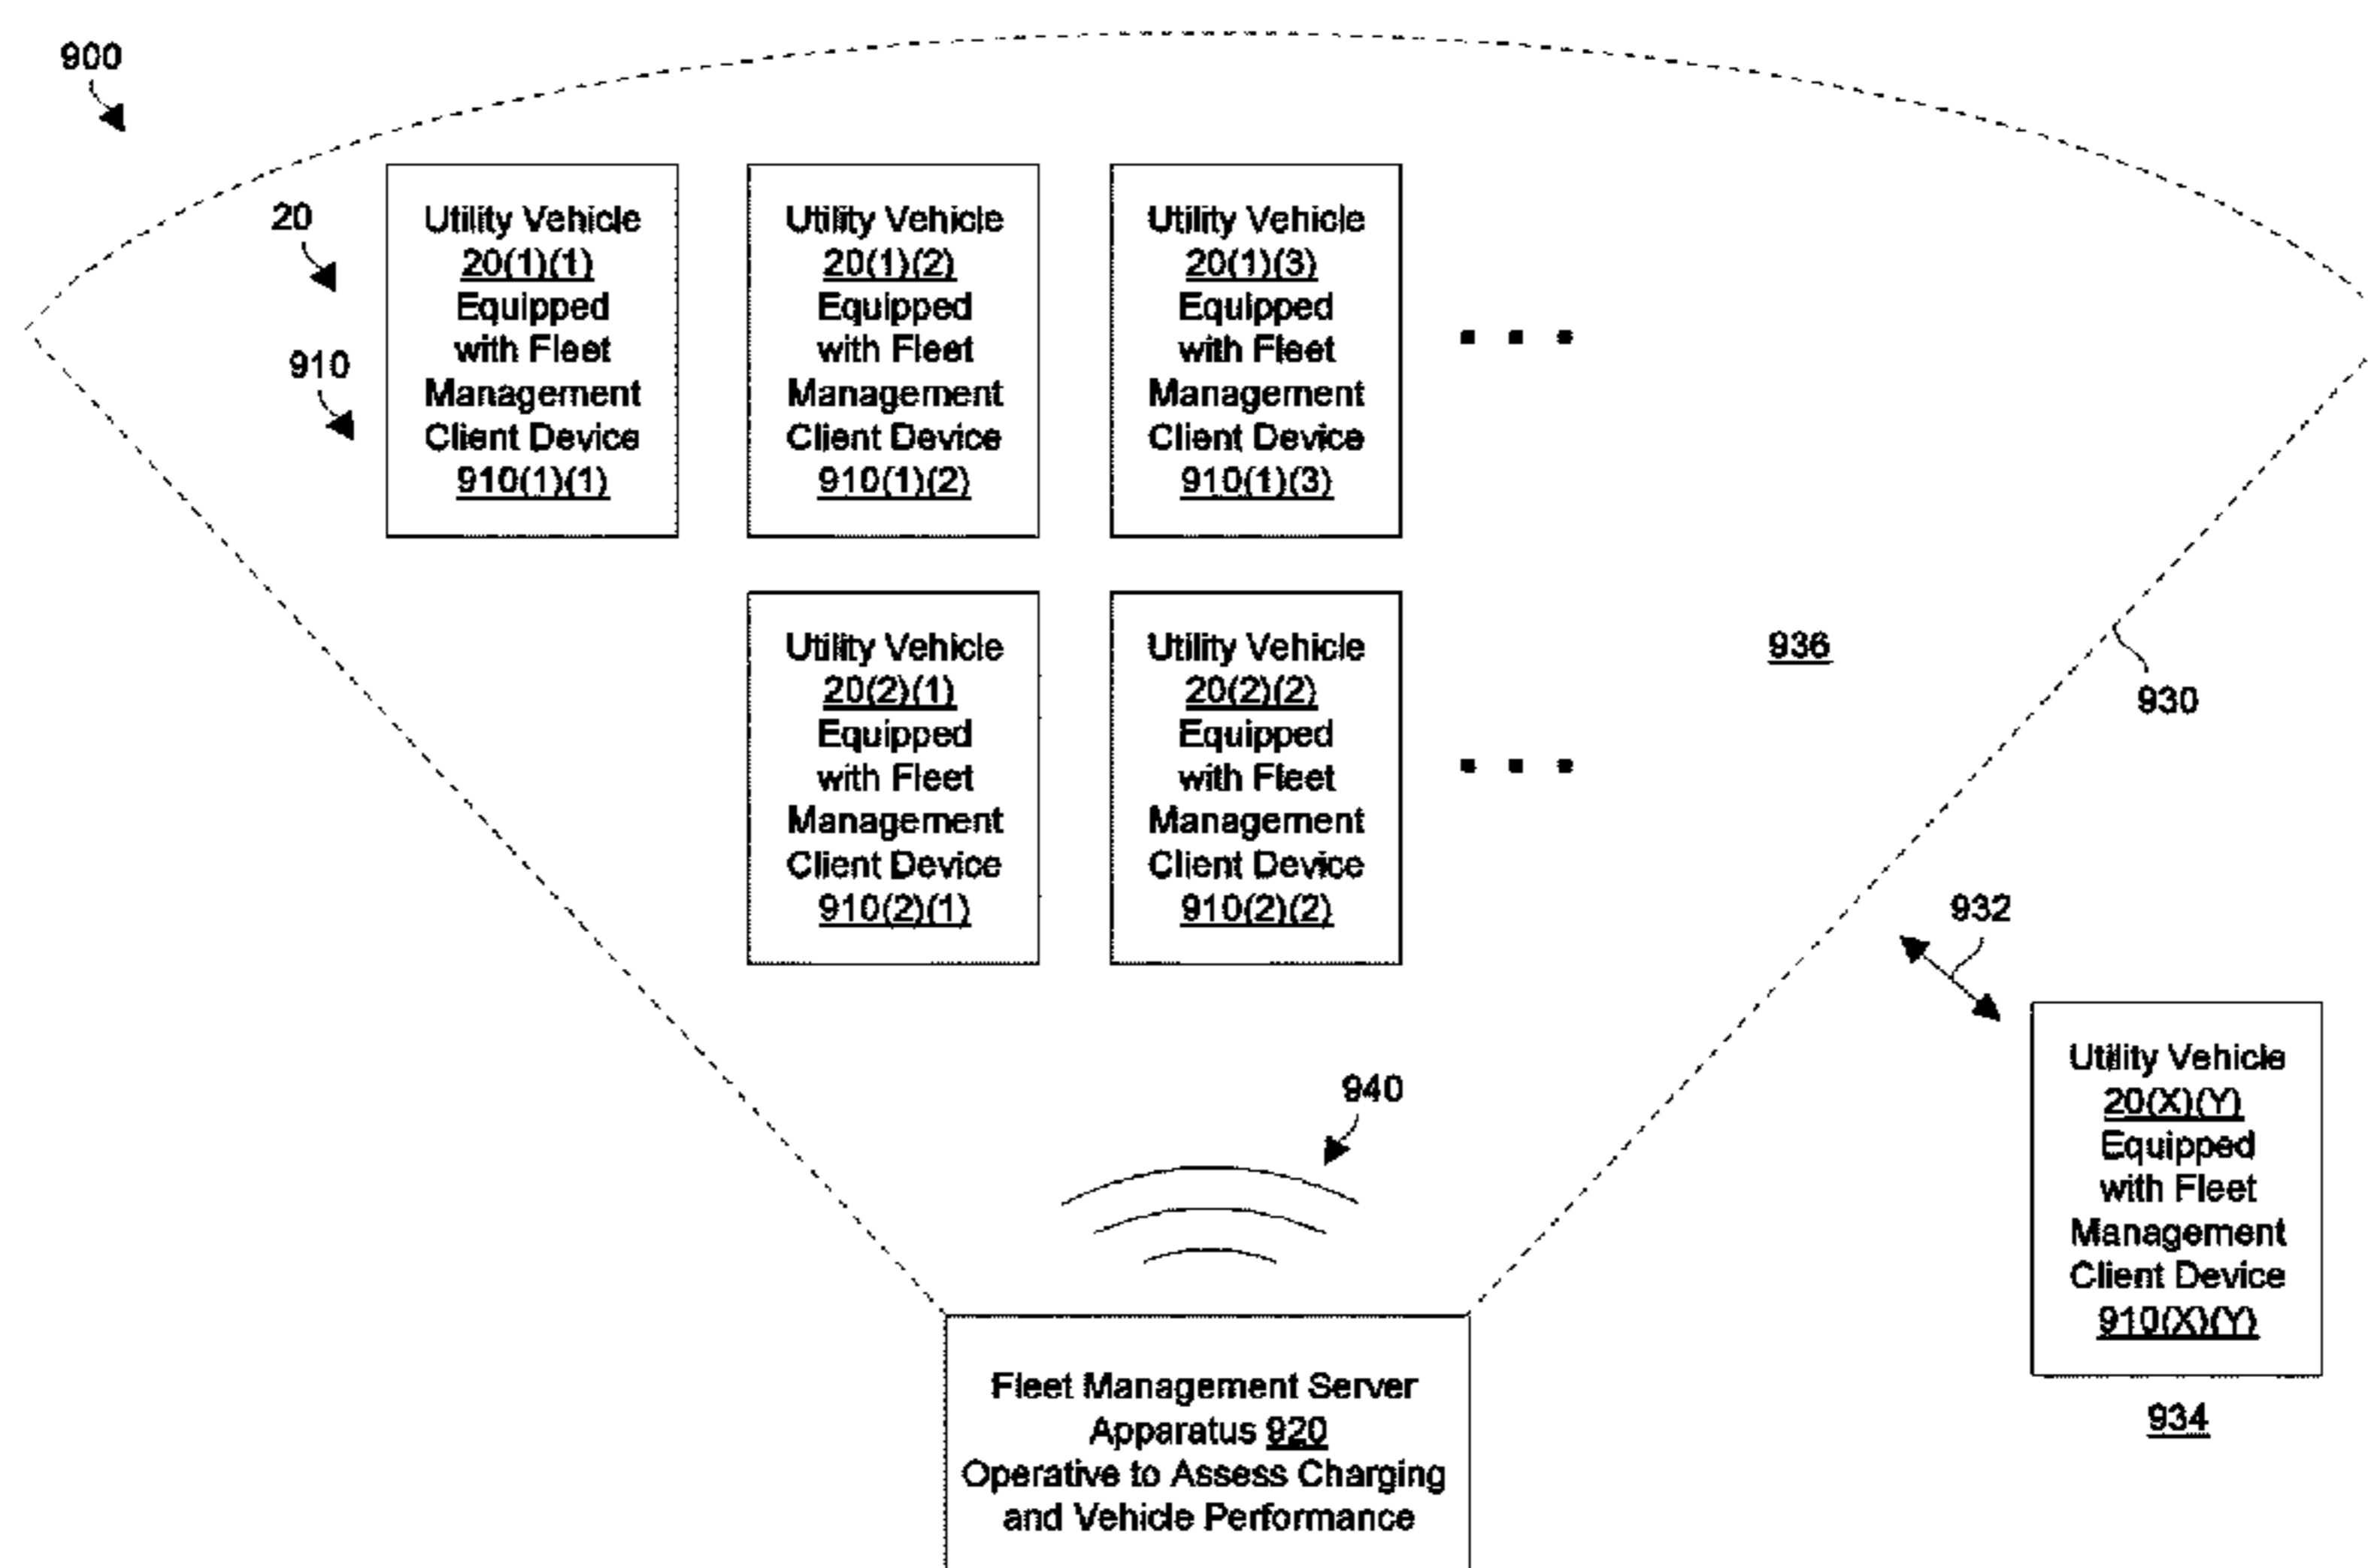 900
20
910
Utility Vehicle
20(1)(1)
Equipped
with Fleet
Management
Client Device
910(1)(1)
Utility Vehicle
20(1)(2)
Equipped
with Fleet
Management
Client Device
910(1)(2)
Utility Vehicle
20(1)(3)
Equipped
with Fleet
Management
Client Device
910(1)(3)
Utility Vehicle
20(2)(1)
Equipped
with Fleet
Management
Client Device
910(2)(1)
Utility Vehicle
20(2)(2)
Equipped
with Fleet
Management
Client Device
910(2)(2)
936
930
932
940
Utility Vehicle
20(X)(Y)
Equipped
with Fleet
Management
Client Device
910(X)(Y)
934
Fleet Management Server
Apparatus 920
Operative to Assess Charging
and Vehicle Performance